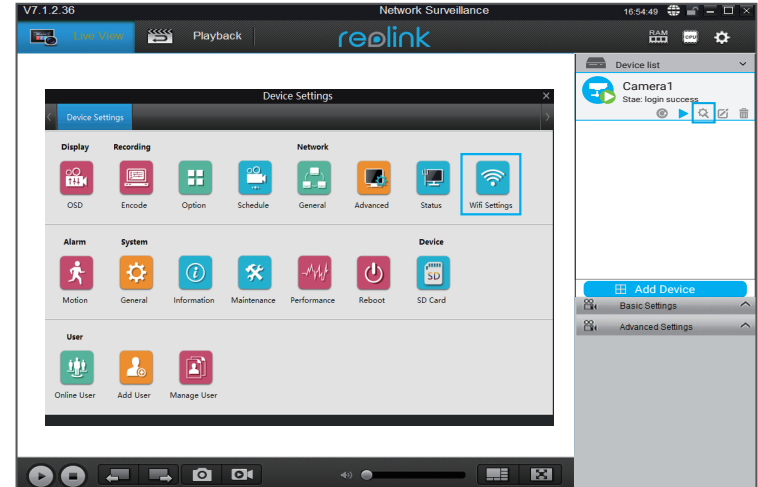 V7.1.2.36 Network Surveillance 16:54:49
Live View Playback reolink RAM CPU
Device list
Camera1
Stae: login success
Device Settings
Device Settings
Display Recording Network
OSD Encode Option Schedule General Advanced Status Wifi Settings
Alarm System Device
SD
Motion General Information Maintenance Performance Reboot SD Card
User
Online User Add User Manage User
Add Device
Basic Settings
Advanced Settings